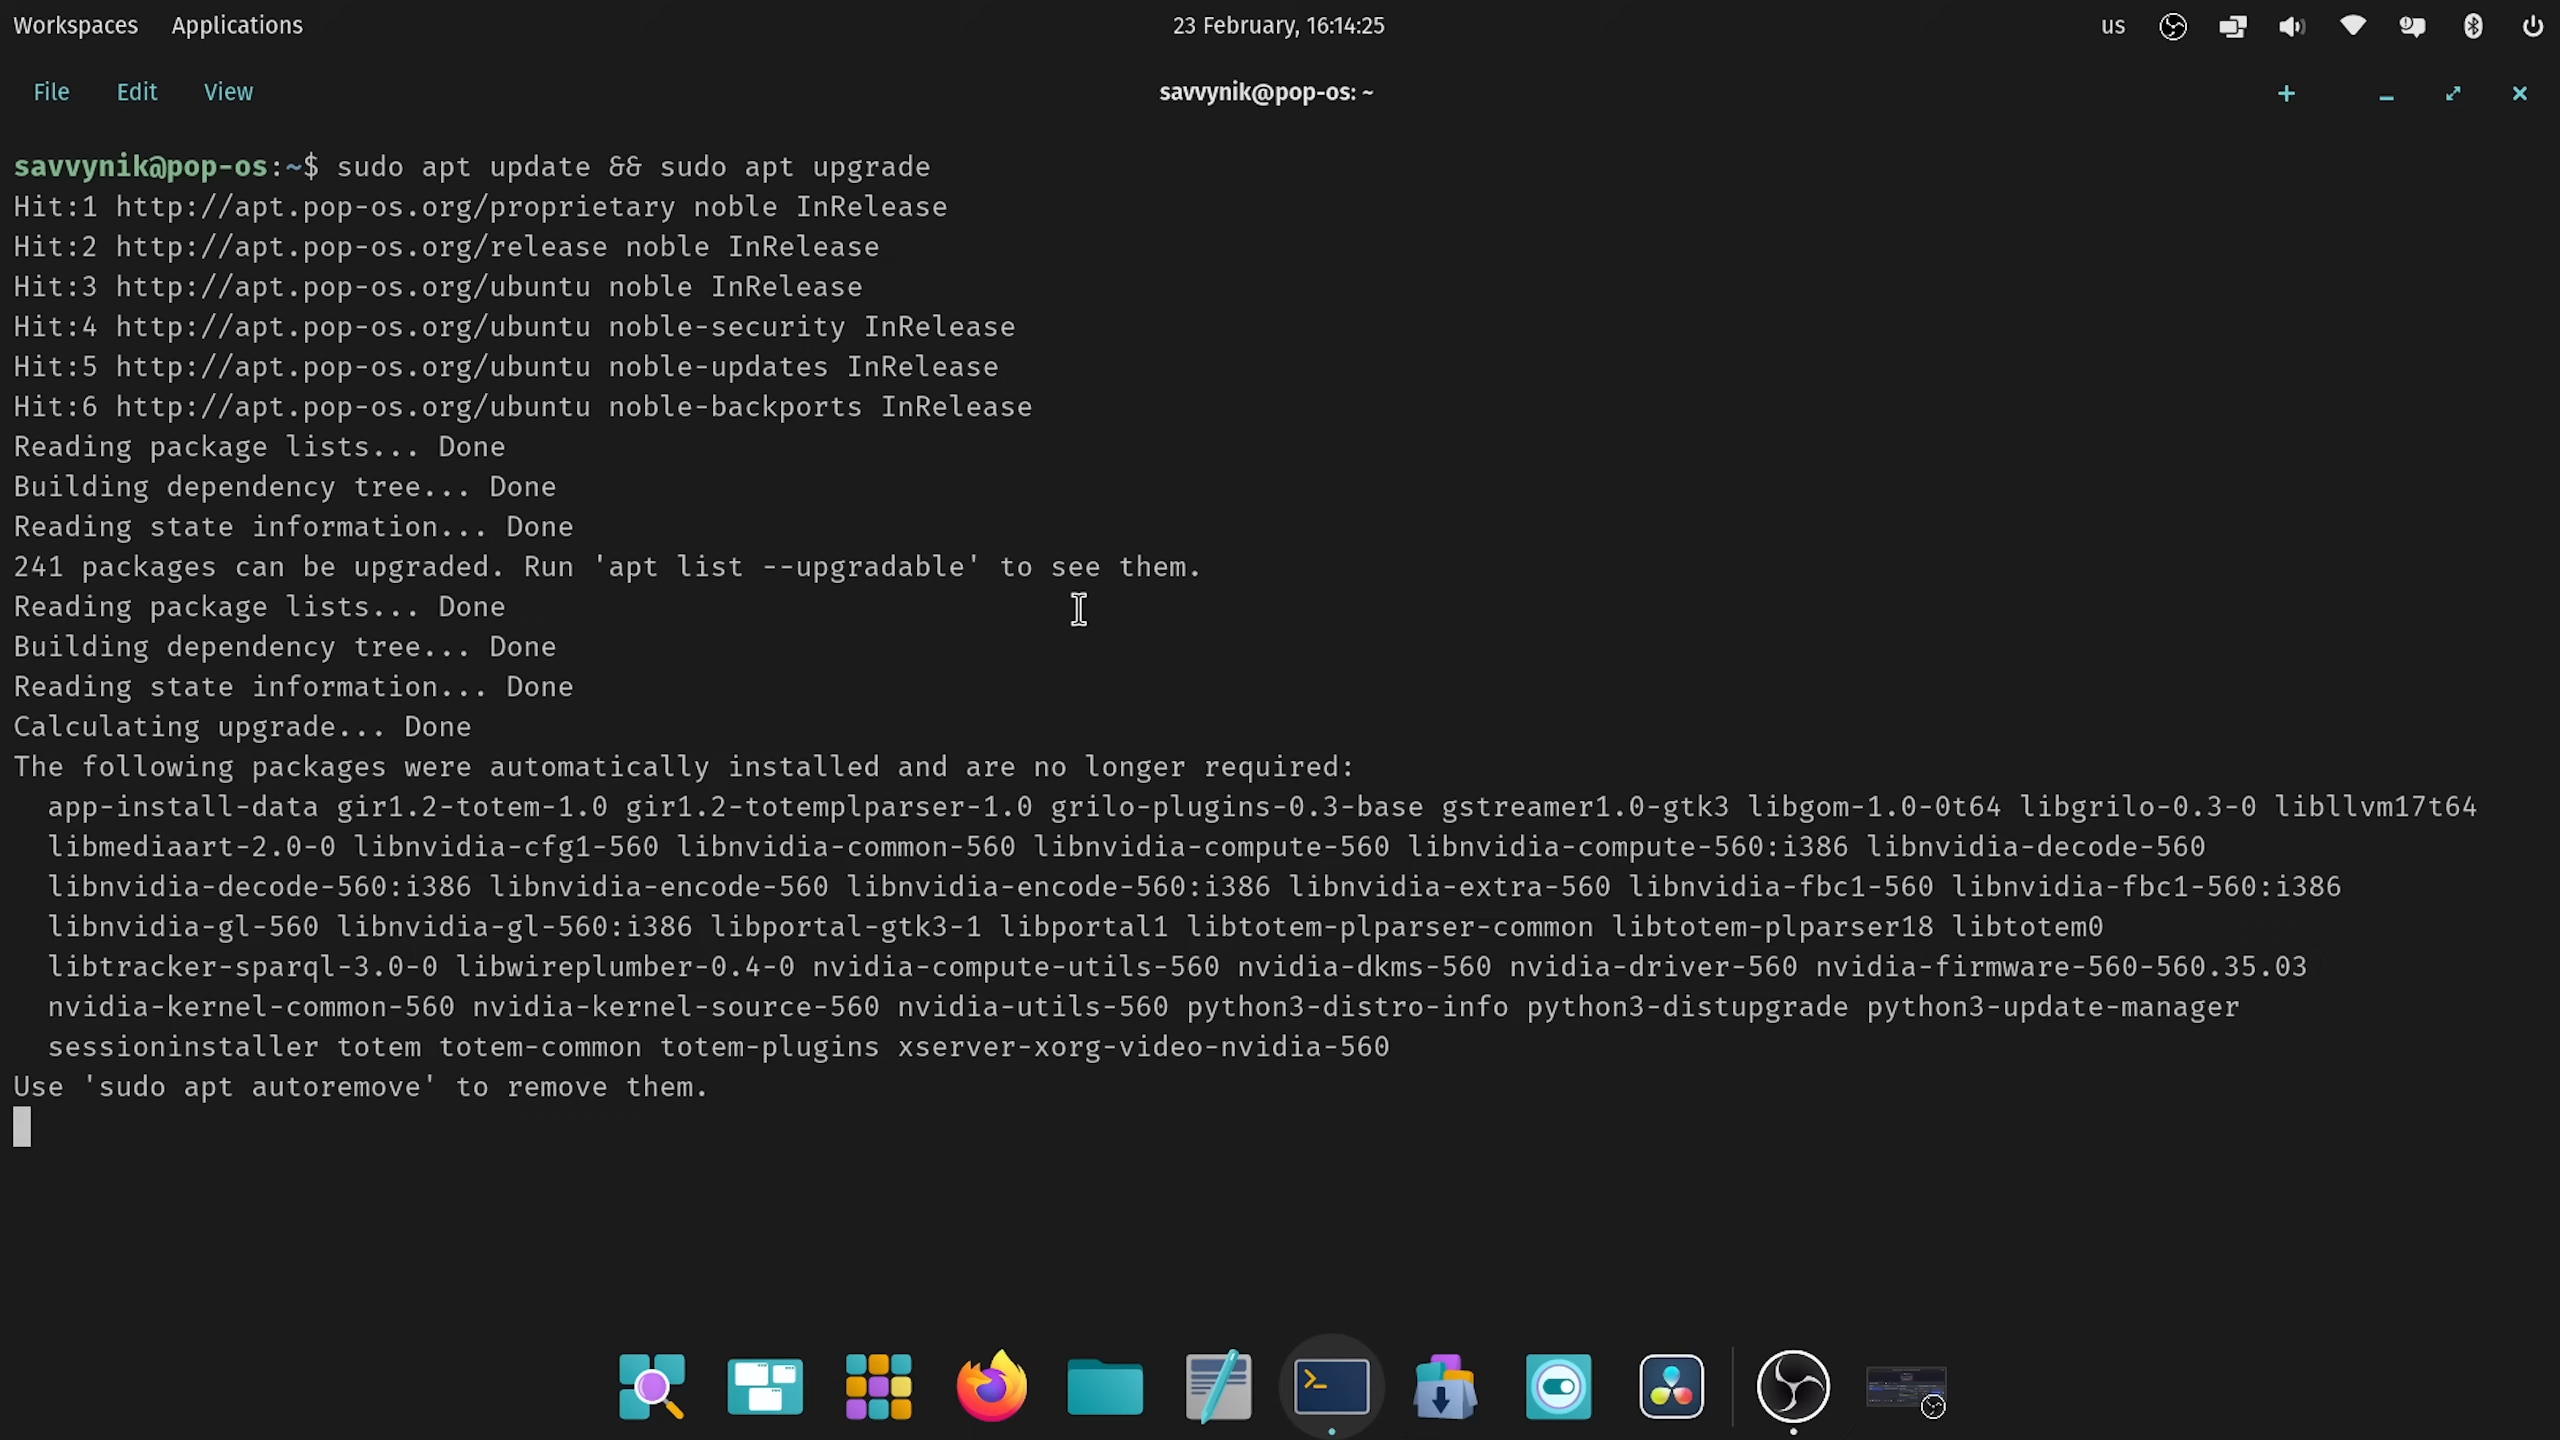 Workspaces Applications 23 February, 16:14:25 us
File Edit View savvynik@pop-os: ~
savvynik@pop-os:~$ sudo apt update && sudo apt upgrade
Hit:1 http://apt.pop-os.org/proprietary noble InRelease
Hit:2 http://apt.pop-os.org/release noble InRelease
Hit:3 http://apt.pop-os.org/ubuntu noble InRelease
Hit:4 http://apt.pop-os.org/ubuntu noble-security InRelease
Hit:5 http://apt.pop-os.org/ubuntu noble-updates InRelease
Hit:6 http://apt.pop-os.org/ubuntu noble-backports InRelease
Reading package lists... Done
Building dependency tree... Done
Reading state information... Done
241 packages can be upgraded. Run 'apt list --upgradable' to see them.
Reading package lists... Done
Building dependency tree... Done
Reading state information... Done
Calculating upgrade... Done
The following packages were automatically installed and are no longer required:
app-install-data gir1.2-totem-1.0 gir1.2-totemplparser-1.0 grilo-plugins-0.3-base gstreamer1.0-gtk3 libgom-1.0-0t64 libgrilo-0.3-0 libllvm17t64
libmediaart-2.0-0 libnvidia-cfg1-560 libnvidia-common-560 libnvidia-compute-560 libnvidia-compute-560:i386 libnvidia-decode-560
libnvidia-decode-560:i386 libnvidia-encode-560 libnvidia-encode-560:i386 libnvidia-extra-560 libnvidia-fbc1-560 libnvidia-fbc1-560:i386
libnvidia-gl-560 libnvidia-gl-560:i386 libportal-gtk3-1 libportal1 libtotem-plparser-common libtotem-plparser18 libtotem0
libtracker-sparql-3.0-0 libwireplumber-0.4-0 nvidia-compute-utils-560 nvidia-dkms-560 nvidia-driver-560 nvidia-firmware-560-560.35.03
nvidia-kernel-common-560 nvidia-kernel-source-560 nvidia-utils-560 python3-distro-info python3-distupgrade python3-update-manager
sessioninstaller totem totem-common totem-plugins xserver-xorg-video-nvidia-560
Use 'sudo apt autoremove' to remove them.